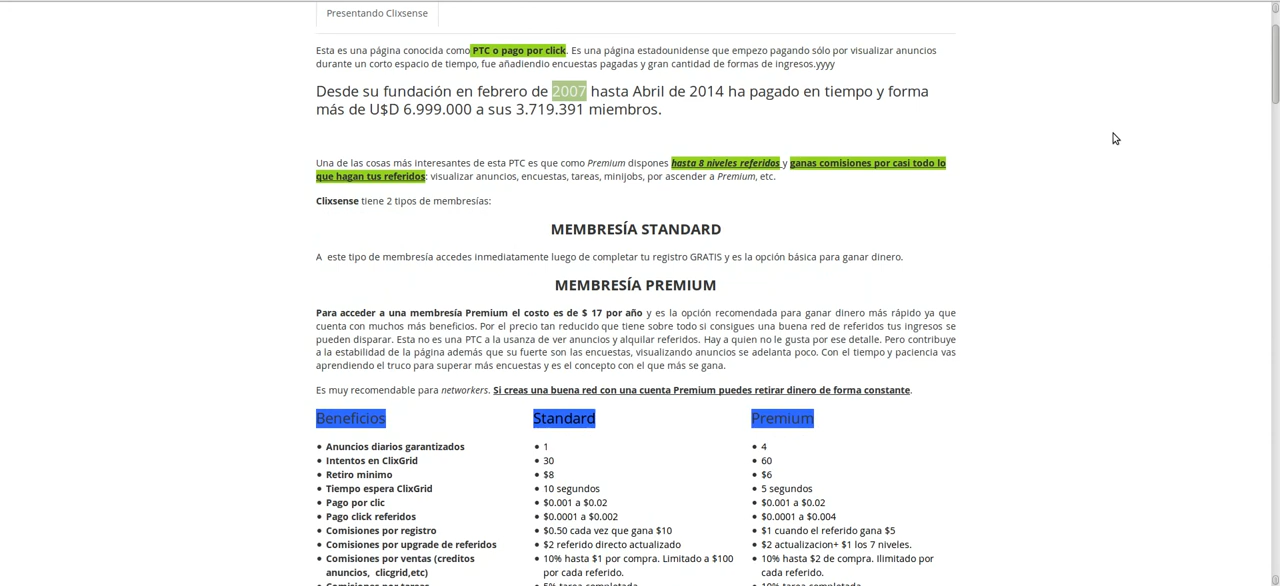 Presentando Clixsense
Esta es una página conocida como PTC o pago por click. Es una página estadounidense que empezo pagando sólo por visualizar anuncios
durante un corto espacio de tiempo, fue añadiendio encuestas pagadas y gran cantidad de formas de ingresos.yyyy
Desde su fundación en febrero de 2007 hasta Abril de 2014 ha pagado en tiempo y forma
más de U$D 6.999.000 a sus 3.719.391 miembros.
Una de las cosas más interesantes de esta PTC es que como Premium dispones hasta 8 niveles referidos y ganas comisiones por casi todo lo
que hagan tus referidos: visualizar anuncios, encuestas, tareas, minijobs, por ascender a Premium, etc.
Clixsense tiene 2 tipos de membresías:
MEMBRESÍA STANDARD
A este tipo de membresía accedes inmediatamente luego de completar tu registro GRATIS y es la opción básica para ganar dinero.
MEMBRESÍA PREMIUM
Para acceder a una membresía Premium el costo es de $ 17 por año y es la opción recomendada para ganar dinero más rápido ya que
cuenta con muchos más beneficios. Por el precio tan reducido que tiene sobre todo si consigues una buena red de referidos tus ingresos se
pueden disparar. Esta no es una PTC a la usanza de ver anuncios y alquilar referidos. Hay a quien no le gusta por ese detalle. Pero contribuye
a la estabilidad de la página además que su fuerte son las encuestas, visualizando anuncios se adelanta poco. Con el tiempo y paciencia vas
aprendiendo el truco para superar más encuestas y es el concepto con el que más se gana.
Es muy recomendable para networkers. Si creas una buena red con una cuenta Premium puedes retirar dinero de forma constante.
Beneficios Standard Premium
• Anuncios diarios garantizados • 1 • 4
• Intentos en ClixGrid • 30 • 60
• Retiro minimo • $8 • $6
• Tiempo espera ClixGrid • 10 segundos • 5 segundos
• Pago por clic • $0.001 a $0.02 • $0.001 a $0.02
• Pago click referidos • $0.0001 a $0.002 • $0.0001 a $0.004
• Comisiones por registro • $0.50 cada vez que gana $10 • $1 cuando el referido gana $5
• Comisiones por upgrade de referidos • $2 referido directo actualizado • $2 actualizacion+ $1 los 7 niveles.
• Comisiones por ventas (creditos • 10% hasta $1 por compra. Limitado a $100 • 10% hasta $2 de compra. Ilimitado por
anuncios, clicgrid,etc) por cada referido. cada referido.